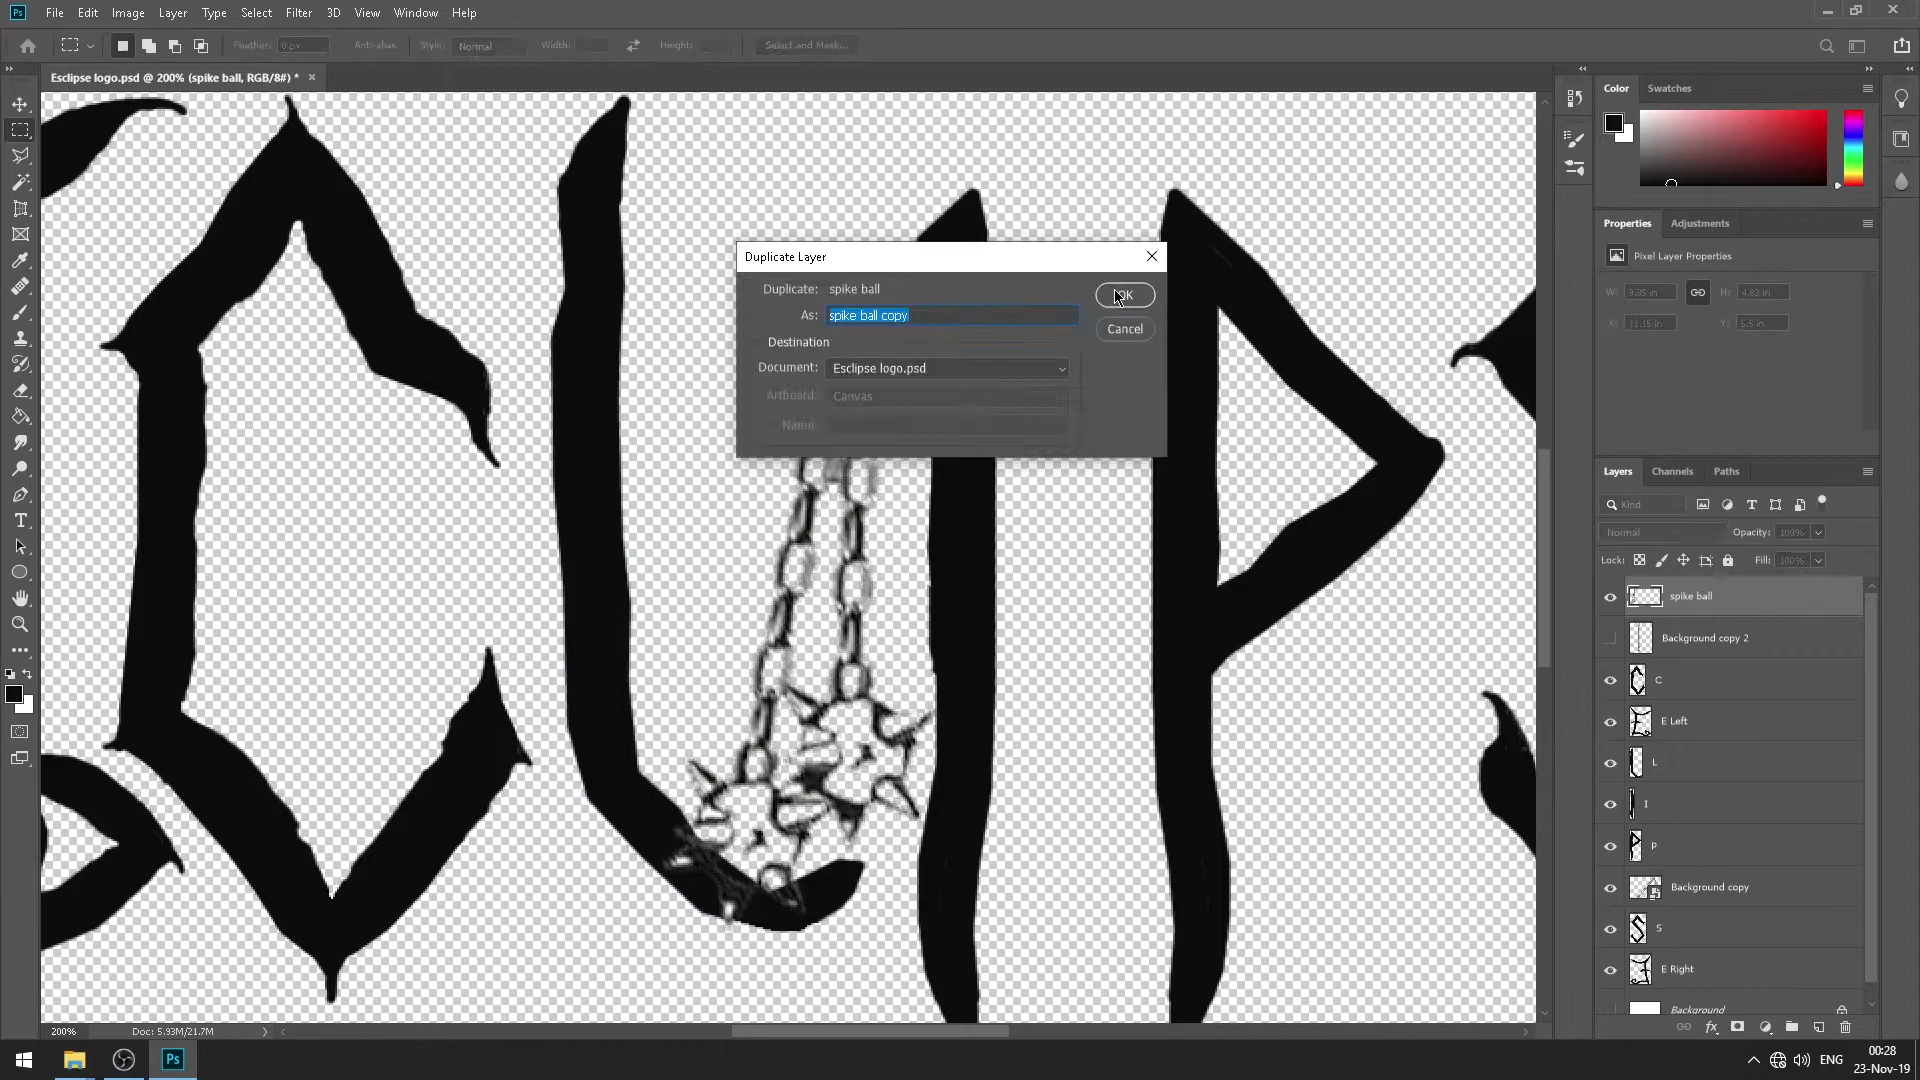 Ps File Edit Image Layer Type Select Filter 3D View Window Help
Feather: 0 px Anti-alias Style: Normal Width: Height: Select and Mask...
Esclipse logo.psd @ 200% (spike ball, RGB/8#) *
Color Swatches
Properties Adjustments
Pixel Layer Properties
W: 9.35 in H: 4.83 in
X: 11.15 in Y: 5.5 in
Duplicate Layer
Duplicate: spike ball
OK
As: spike ball copy
Cancel
Destination
Document: Esclipse logo.psd
Artboard: Canvas
Name:
Layers Channels Paths
Kind
Normal Opacity: 100%
Lock: Fill: 100%
spike ball
Background copy 2
C
E Left
L
I
P
Background copy
S
E Right
Background
200% Doc: 5.93M/21.7M
Ps
ENG
00:28
23-Nov-19